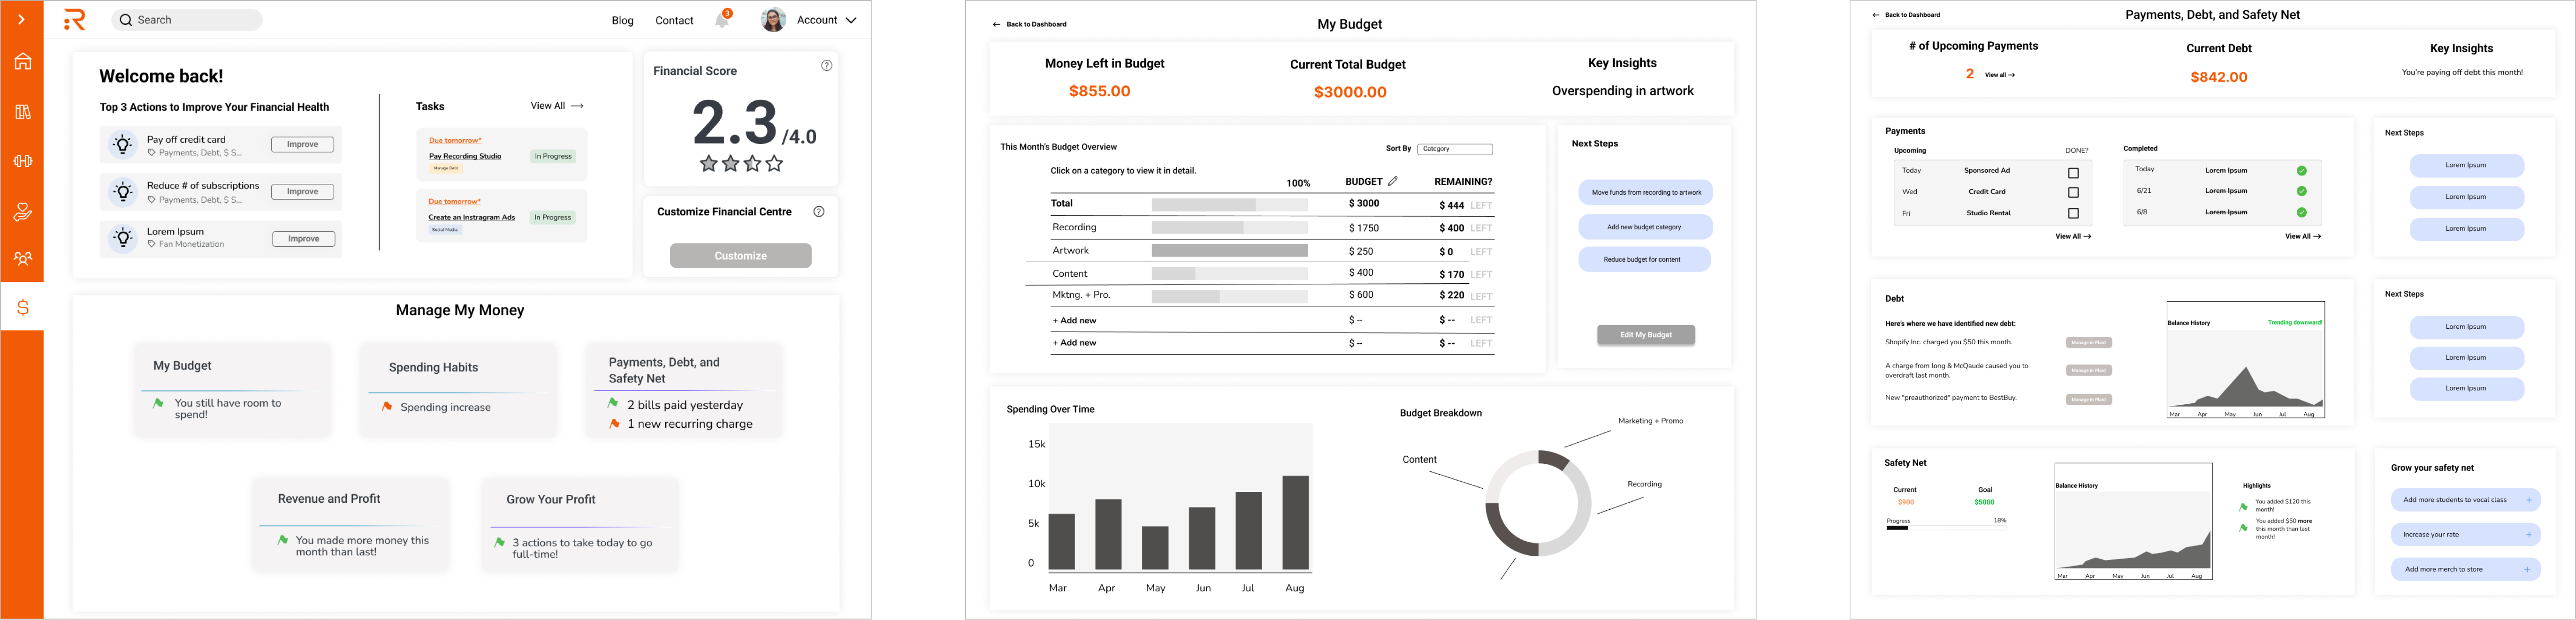 Search
Blog
Contact
3
Account
Welcome back!
Top 3 Actions to Improve Your Financial Health
Pay off credit card
Payments, Debt, $ S...
Improve
Reduce # of subscriptions
Payments, Debt, $ S...
Improve
Lorem Ipsum
Fan Monetization
Improve
Tasks
View All →
Due tomorrow*
Pay Recording Studio
Manage Debt
In Progress
Due tomorrow*
Create an Instragram Ads
Social Media
In Progress
Financial Score
?
2.3 /4.0
Customize Financial Centre
?
Customize
Manage My Money
My Budget
You still have room to
spend!
Spending Habits
Spending increase
Payments, Debt, and
Safety Net
2 bills paid yesterday
1 new recurring charge
Revenue and Profit
You made more money this
month than last!
Grow Your Profit
3 actions to take today to go
full-time!
← Back to Dashboard
My Budget
Money Left in Budget
$855.00
Current Total Budget
$3000.00
Key Insights
Overspending in artwork
This Month's Budget Overview
Sort By
Category
Click on a category to view it in detail.
100% BUDGET REMAINING?
Total $ 3000 $ 444 LEFT
Recording $ 1750 $ 400 LEFT
Artwork $ 250 $ 0 LEFT
Content $ 400 $ 170 LEFT
Mktng. + Pro. $ 600 $ 220 LEFT
+ Add new $ -- $ -- LEFT
+ Add new $ -- $ -- LEFT
Next Steps
Move funds from recording to artwork
Add new budget category
Reduce budget for content
Edit My Budget
Spending Over Time
15k
10k
5k
0
Mar Apr May Jun Jul Aug
Budget Breakdown
Marketing + Promo
Content
Recording
← Back to Dashboard
Payments, Debt, and Safety Net
# of Upcoming Payments
2 View all →
Current Debt
$842.00
Key Insights
You're paying off debt this month!
Payments
Upcoming DONE?
Today Sponsored Ad
Wed Credit Card
Fri Studio Rental
View All →
Completed
Today Lorem Ipsum
6/21 Lorem Ipsum
6/8 Lorem Ipsum
View All →
Next Steps
Lorem Ipsum
Lorem Ipsum
Lorem Ipsum
Debt
Here's where we have identified new debt:
Shopify Inc. charged you $50 this month.
Manage in Plaid
A charge from long & McQaude caused you to
overdraft last month.
Manage in Plaid
New "preauthorized" payment to BestBuy.
Manage in Plaid
Balance History
Trending downward!
Mar Apr May Jun Jul Aug
Next Steps
Lorem Ipsum
Lorem Ipsum
Lorem Ipsum
Safety Net
Current
$900
Goal
$5000
Progress 18%
Balance History
Mar Apr May Jun Jul Aug
Highlights
You added $120 this
month!
You added $50 more
this month than last
month!
Grow your safety net
Add more students to vocal class +
Increase your rate +
Add more merch to store +